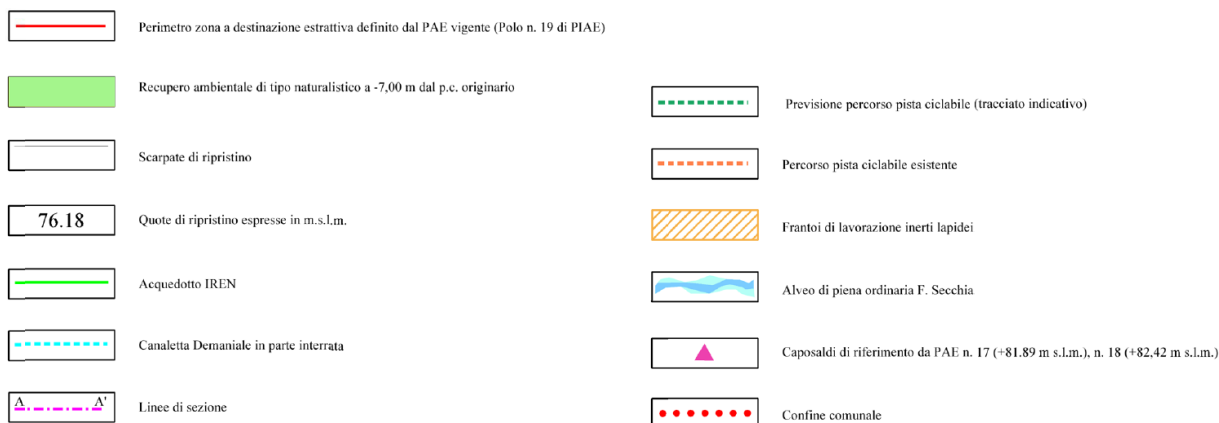 Perimetro zona a destinazione estrattiva definito dal PAE vigente (Polo n. 19 di PIAE)
Recupero ambientale di tipo naturalistico a -7,00 m dal p.c. originario
Scarpate di ripristino
76.18 Quote di ripristino espresse in m.s.l.m.
Acquedotto IREN
Canaletta Demaniale in parte interrata
A A' Linee di sezione
Previsione percorso pista ciclabile (tracciato indicativo)
Percorso pista ciclabile esistente
Frantoi di lavorazione inerti lapidei
Alveo di piena ordinaria F. Secchia
Caposaldi di riferimento da PAE n. 17 (+81.89 m s.l.m.), n. 18 (+82,42 m s.l.m.)
Confine comunale